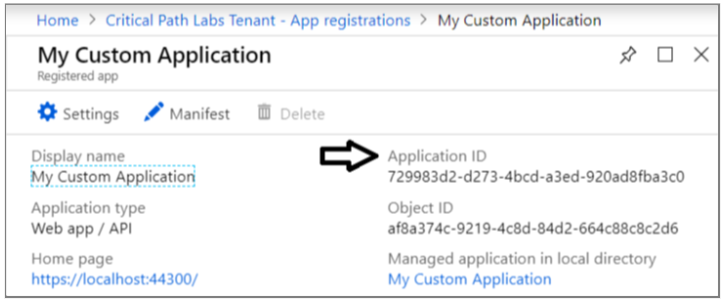 Home > Critical Path Labs Tenant - App registrations > My Custom Application
My Custom Application
Registered app
Settings Manifest Delete
Display name
My Custom Application
Application type
Web app / API
Home page
https://localhost:44300/
Application ID
729983d2-d273-4bcd-a3ed-920ad8fba3c0
Object ID
af8a374c-9219-4c8d-84d2-664c88c8c2d6
Managed application in local directory
My Custom Application